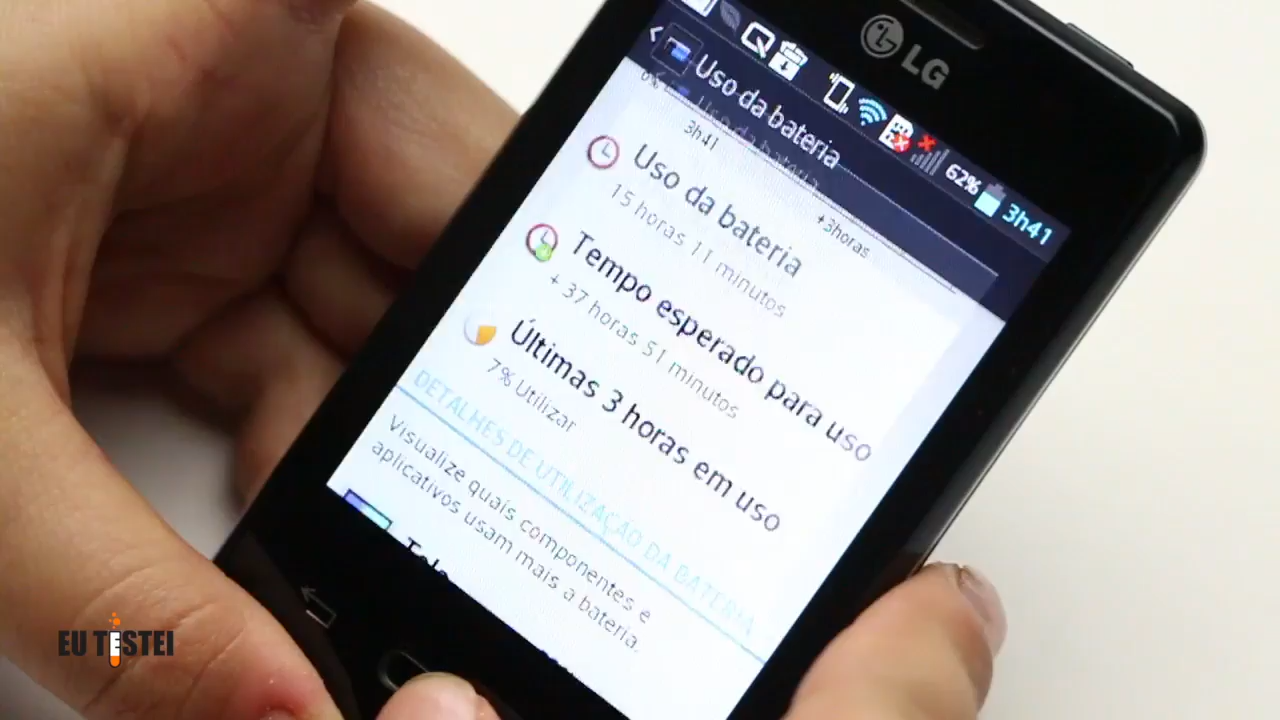 LG
62% 3h41
Uso da bateria
0%
3h41
+3horas
Uso da bateria
15 horas 11 minutos
Tempo esperado para uso
+ 37 horas 51 minutos
Últimas 3 horas em uso
7% Utilizar
DETALHES DE UTILIZAÇÃO DA BATERIA
Visualize quais componentes e
aplicativos usam mais a bateria.
EU TESTEI